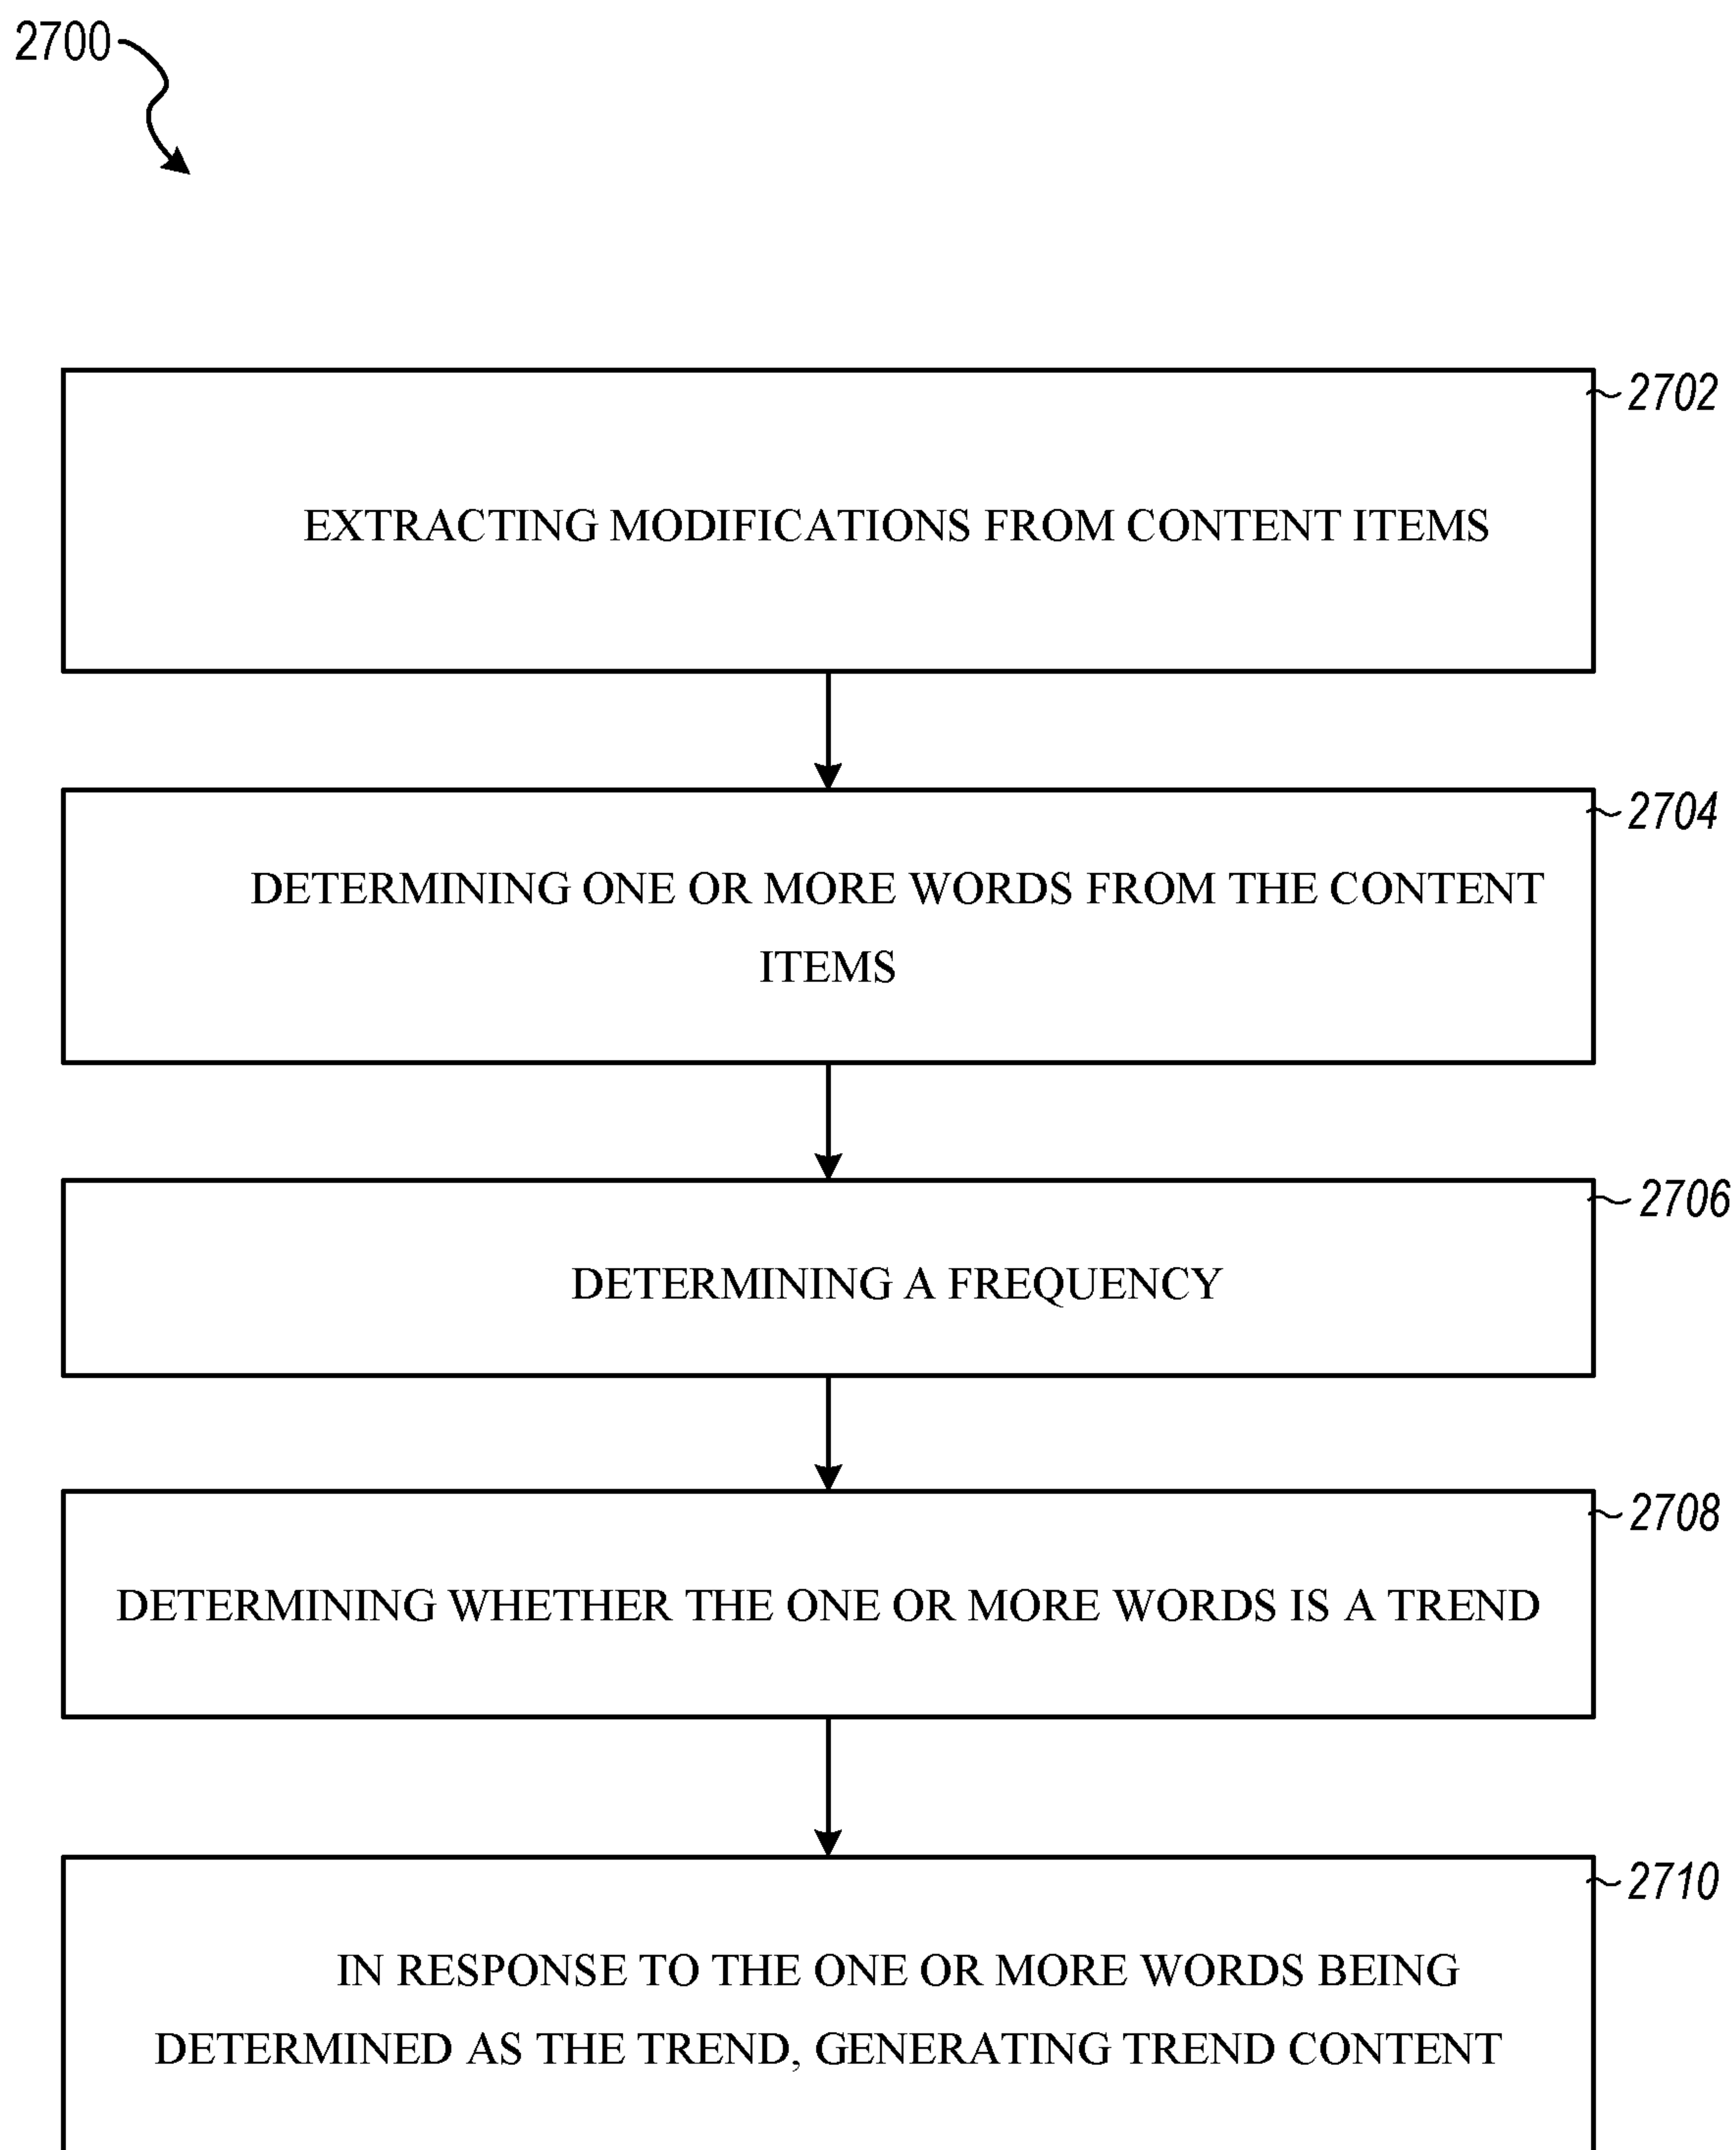 2700
2702
EXTRACTING MODIFICATIONS FROM CONTENT ITEMS
2704
DETERMINING ONE OR MORE WORDS FROM THE CONTENT
ITEMS
2706
DETERMINING A FREQUENCY
2708
DETERMINING WHETHER THE ONE OR MORE WORDS IS A TREND
2710
IN RESPONSE TO THE ONE OR MORE WORDS BEING
DETERMINED AS THE TREND, GENERATING TREND CONTENT